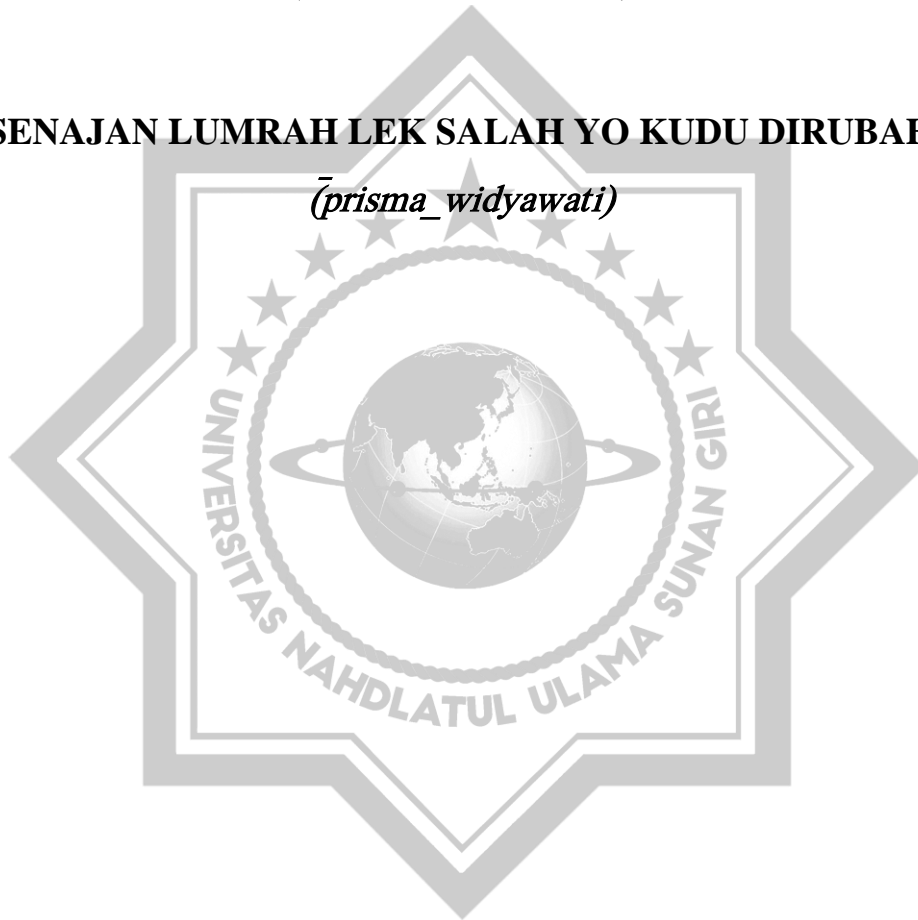 SENAJAN LUMRAH LEK SALAH YO KUDU DIRUBAH
(prisma_widyawati)
UNIVERSITAS NAHDLATUL ULAMA SUNAN GIRI